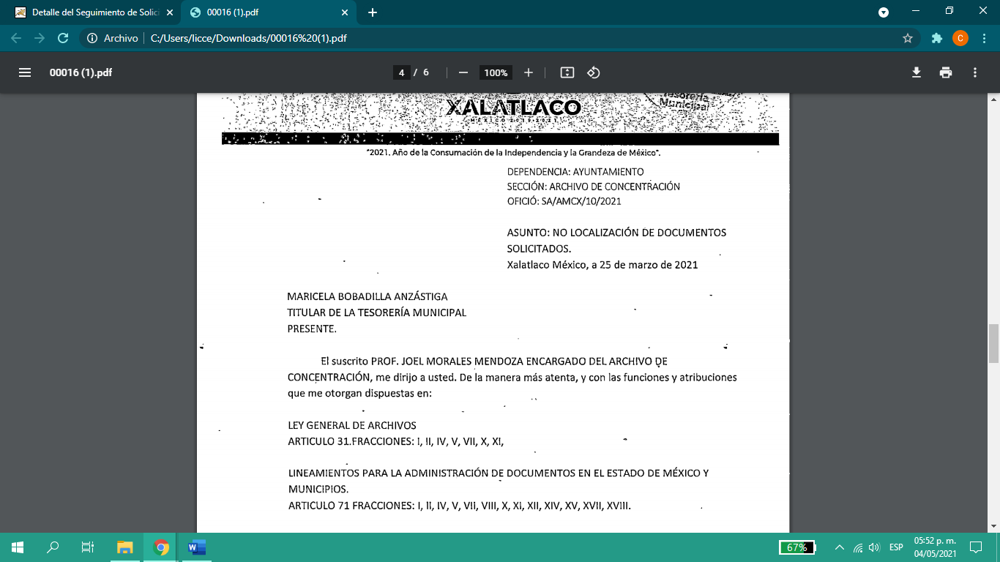 Detalle del Seguimiento de Solici
00016 (1).pdf
Archivo
C:/Users/licce/Downloads/00016%20(1).pdf
C
00016 (1).pdf
4 / 6
100%
Tesorería
Municipal
XALATLACO
MÉXICO 2019-2021
"2021. Año de la Consumación de la Independencia y la Grandeza de México".
DEPENDENCIA: AYUNTAMIENTO
SECCIÓN: ARCHIVO DE CONCENTRACIÓN
OFICIÓ: SA/AMCX/10/2021
ASUNTO: NO LOCALIZACIÓN DE DOCUMENTOS
SOLICITADOS.
Xalatlaco México, a 25 de marzo de 2021
MARICELA BOBADILLA ANZÁSTIGA
TITULAR DE LA TESORERÍA MUNICIPAL
PRESENTE.
El suscrito PROF. JOEL MORALES MENDOZA ENCARGADO DEL ARCHIVO DE
CONCENTRACIÓN, me dirijo a usted. De la manera más atenta, y con las funciones y atribuciones
que me otorgan dispuestas en:
LEY GENERAL DE ARCHIVOS
ARTICULO 31.FRACCIONES: I, II, IV, V, VII, X, XI,
LINEAMIENTOS PARA LA ADMINISTRACIÓN DE DOCUMENTOS EN EL ESTADO DE MÉXICO Y
MUNICIPIOS.
ARTICULO 71 FRACCIONES: I, II, IV, V, VII, VIII, X, XI, XII, XIV, XV, XVII, XVIII.
67%
ESP
05:52 p. m.
04/05/2021